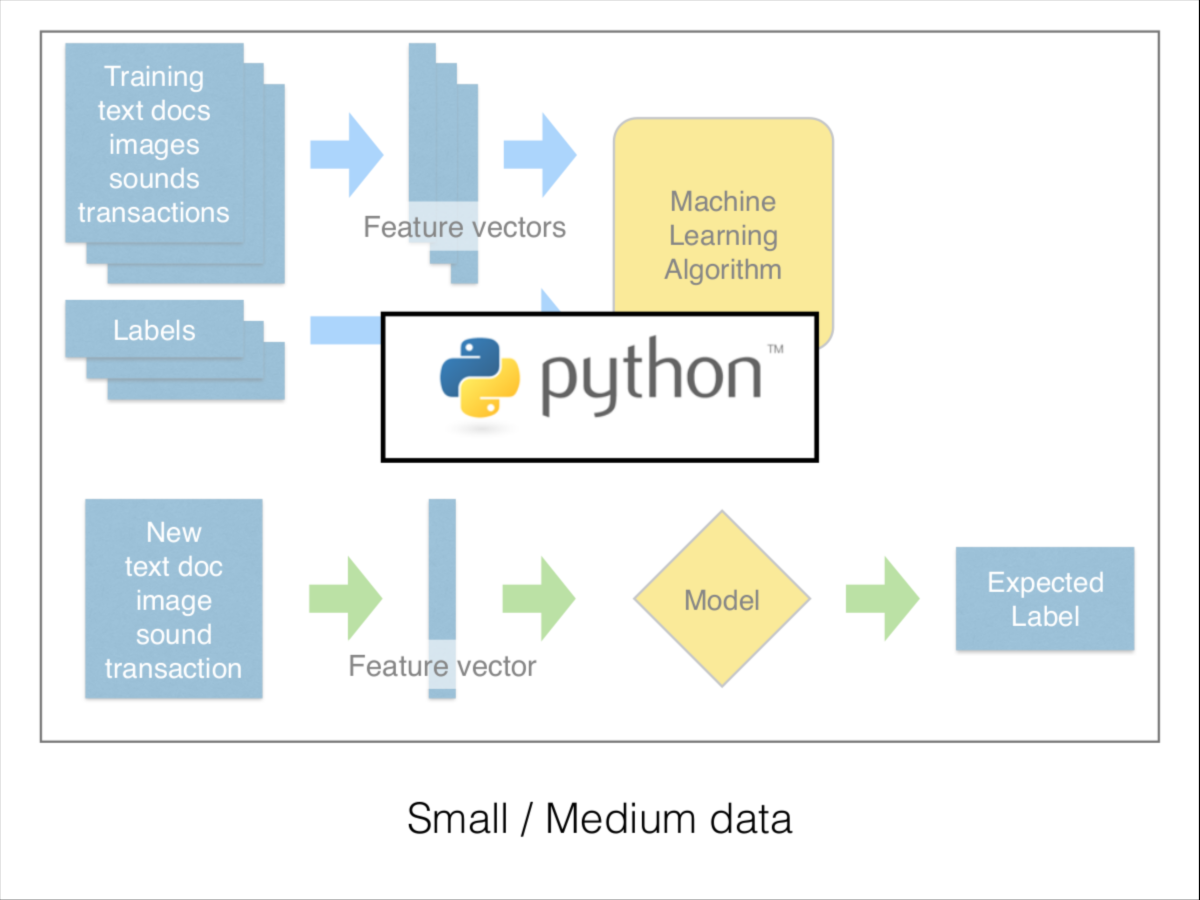 Training
text docs
images
sounds
transactions
Feature vectors
Machine
Learning
Algorithm
Labels
python™
New
text doc
image
sound
transaction
Feature vector
Model
Expected
Label
Small / Medium data